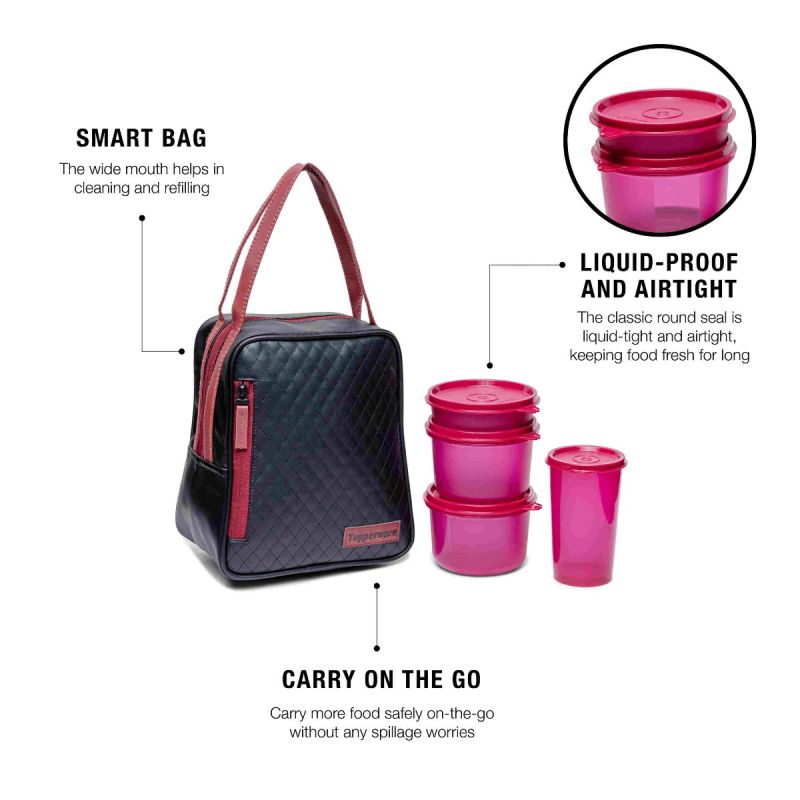 SMART BAG
The wide mouth helps in
cleaning and refilling
LIQUID-PROOF
AND AIRTIGHT
The classic round seal is
liquid-tight and airtight,
keeping food fresh for long
Tupperware
CARRY ON THE GO
Carry more food safely on-the-go
without any spillage worries